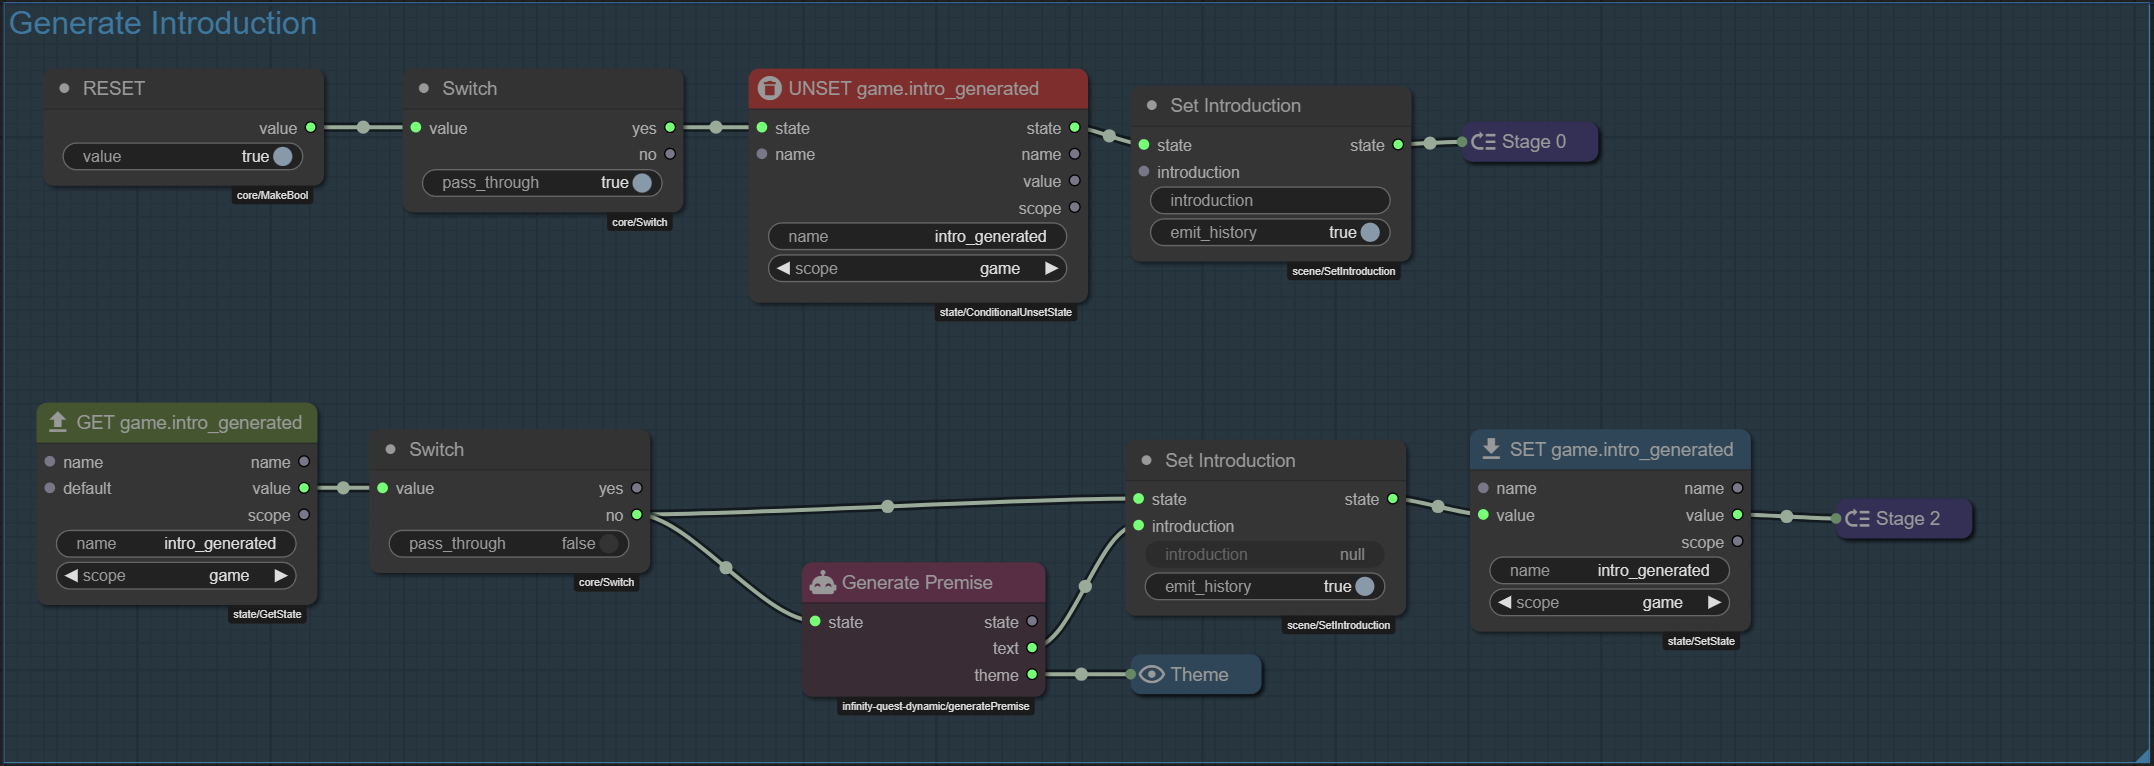 Generate Introduction
RESET
value
value true
core/MakeBool
Switch
value yes
no
pass_through true
core/Switch
UNSET game.intro_generated
state state
name name
value
scope
name intro_generated
scope game
state/ConditionalUnsetState
Set Introduction
state state
introduction
introduction
emit_history true
scene/SetIntroduction
Stage 0
GET game.intro_generated
name name
default value
scope
name intro_generated
scope game
state/GetState
Switch
value yes
no
pass_through false
core/Switch
Generate Premise
state state
text
theme
infinity-quest-dynamic/generatePremise
Set Introduction
state state
introduction
introduction null
emit_history true
scene/SetIntroduction
Theme
SET game.intro_generated
name name
value value
scope
name intro_generated
scope game
state/SetState
Stage 2